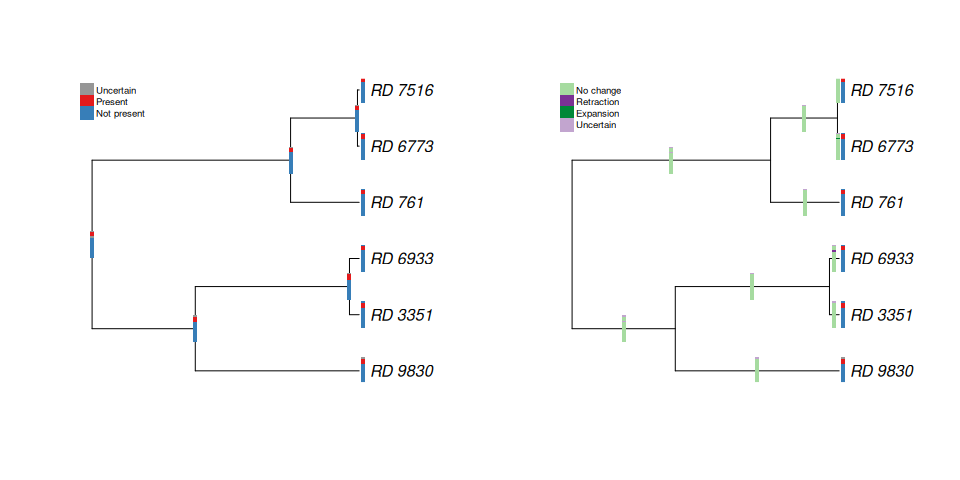 Uncertain
Present
Not present
RD 7516
RD 6773
RD 761
RD 6933
RD 3351
RD 9830
No change
Retraction
Expansion
Uncertain
RD 7516
RD 6773
RD 761
RD 6933
RD 3351
RD 9830